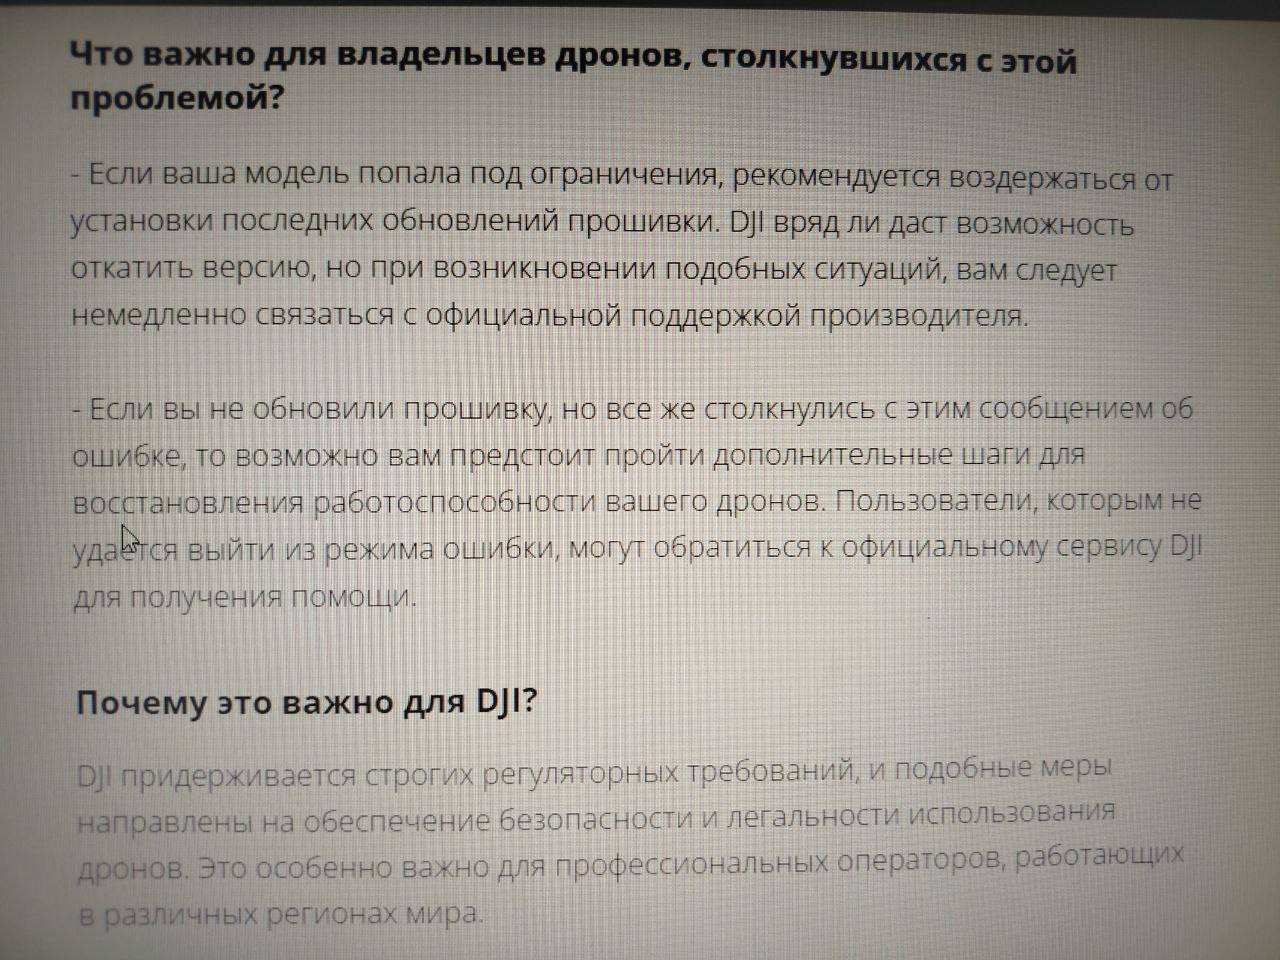 Что важно для владельцев дронов, столкнувшихся с этой
проблемой?
- Если ваша модель попала под ограничения, рекомендуется воздержаться от
установки последних обновлений прошивки. DJI вряд ли даст возможность
откатить версию, но при возникновении подобных ситуаций, вам следует
немедленно связаться с официальной поддержкой производителя.
- Если вы не обновили прошивку, но все же столкнулись с этим сообщением об
ошибке, то возможно вам предстоит пройти дополнительные шаги для
восстановления работоспособности вашего дронов. Пользователи, которым не
удается выйти из режима ошибки, могут обратиться к официальному сервису DJI
для получения помощи.
Почему это важно для DJI?
DJI придерживается строгих регуляторных требований, и подобные меры
направлены на обеспечение безопасности и легальности использования
дронов. Это особенно важно для профессиональных операторов, работающих
в различных регионах мира.